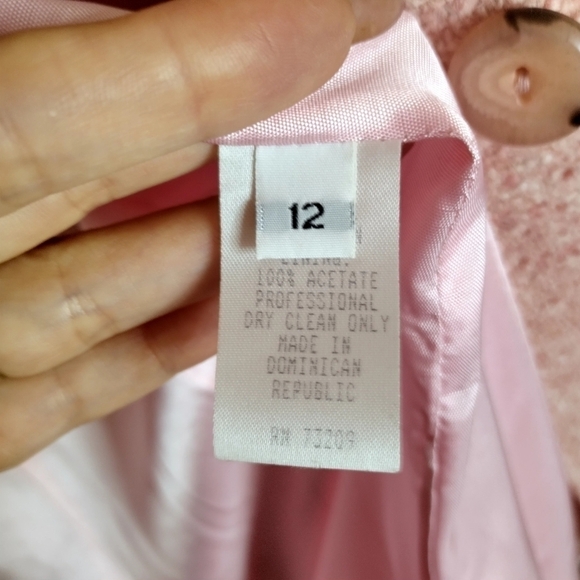 12
LINING:
100% ACETATE
PROFESSIONAL
DRY CLEAN ONLY
MADE IN
DOMINICAN
REPUBLIC
RN 73209